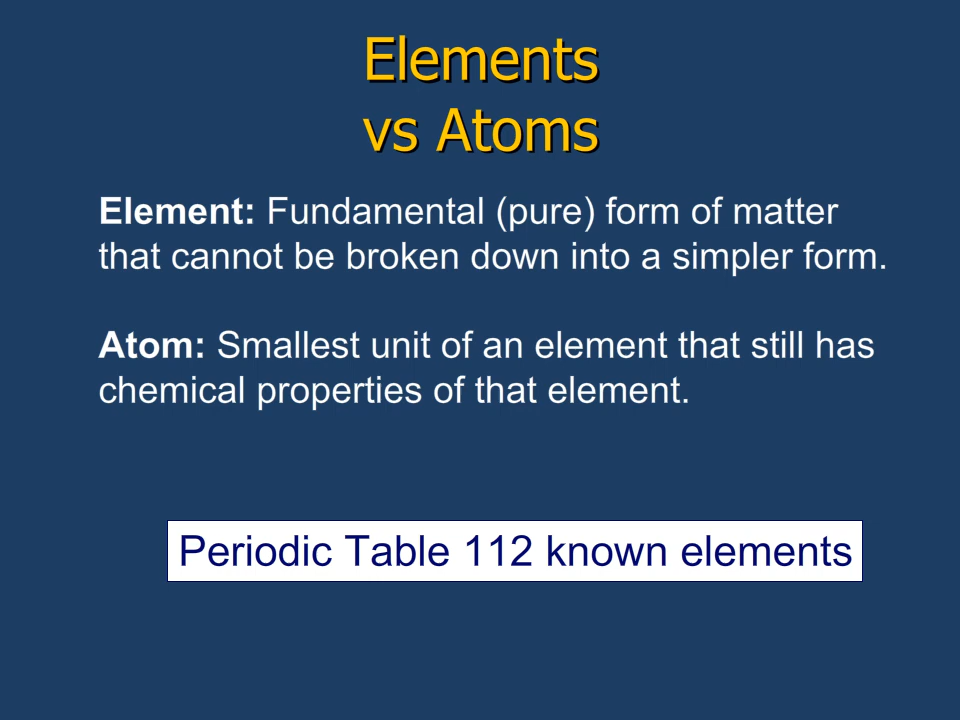 Elements
vs Atoms
Element: Fundamental (pure) form of matter
that cannot be broken down into a simpler form.
Atom: Smallest unit of an element that still has
chemical properties of that element.
Periodic Table 112 known elements